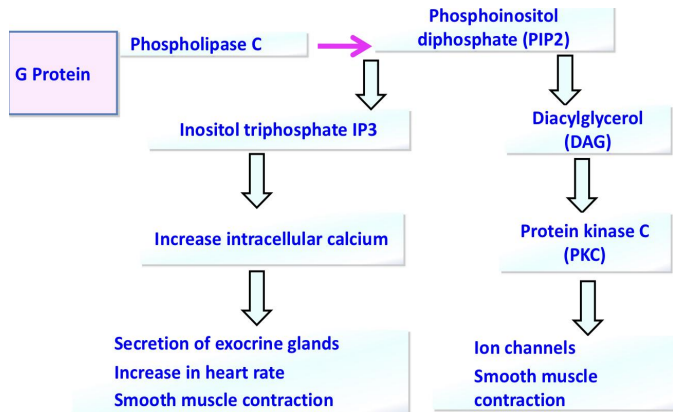 G Protein
Phospholipase C
Phosphoinositol
diphosphate (PIP2)
Inositol triphosphate IP3
Diacylglycerol
(DAG)
Increase intracellular calcium
Protein kinase C
(PKC)
Secretion of exocrine glands
Increase in heart rate
Smooth muscle contraction
Ion channels
Smooth muscle
contraction